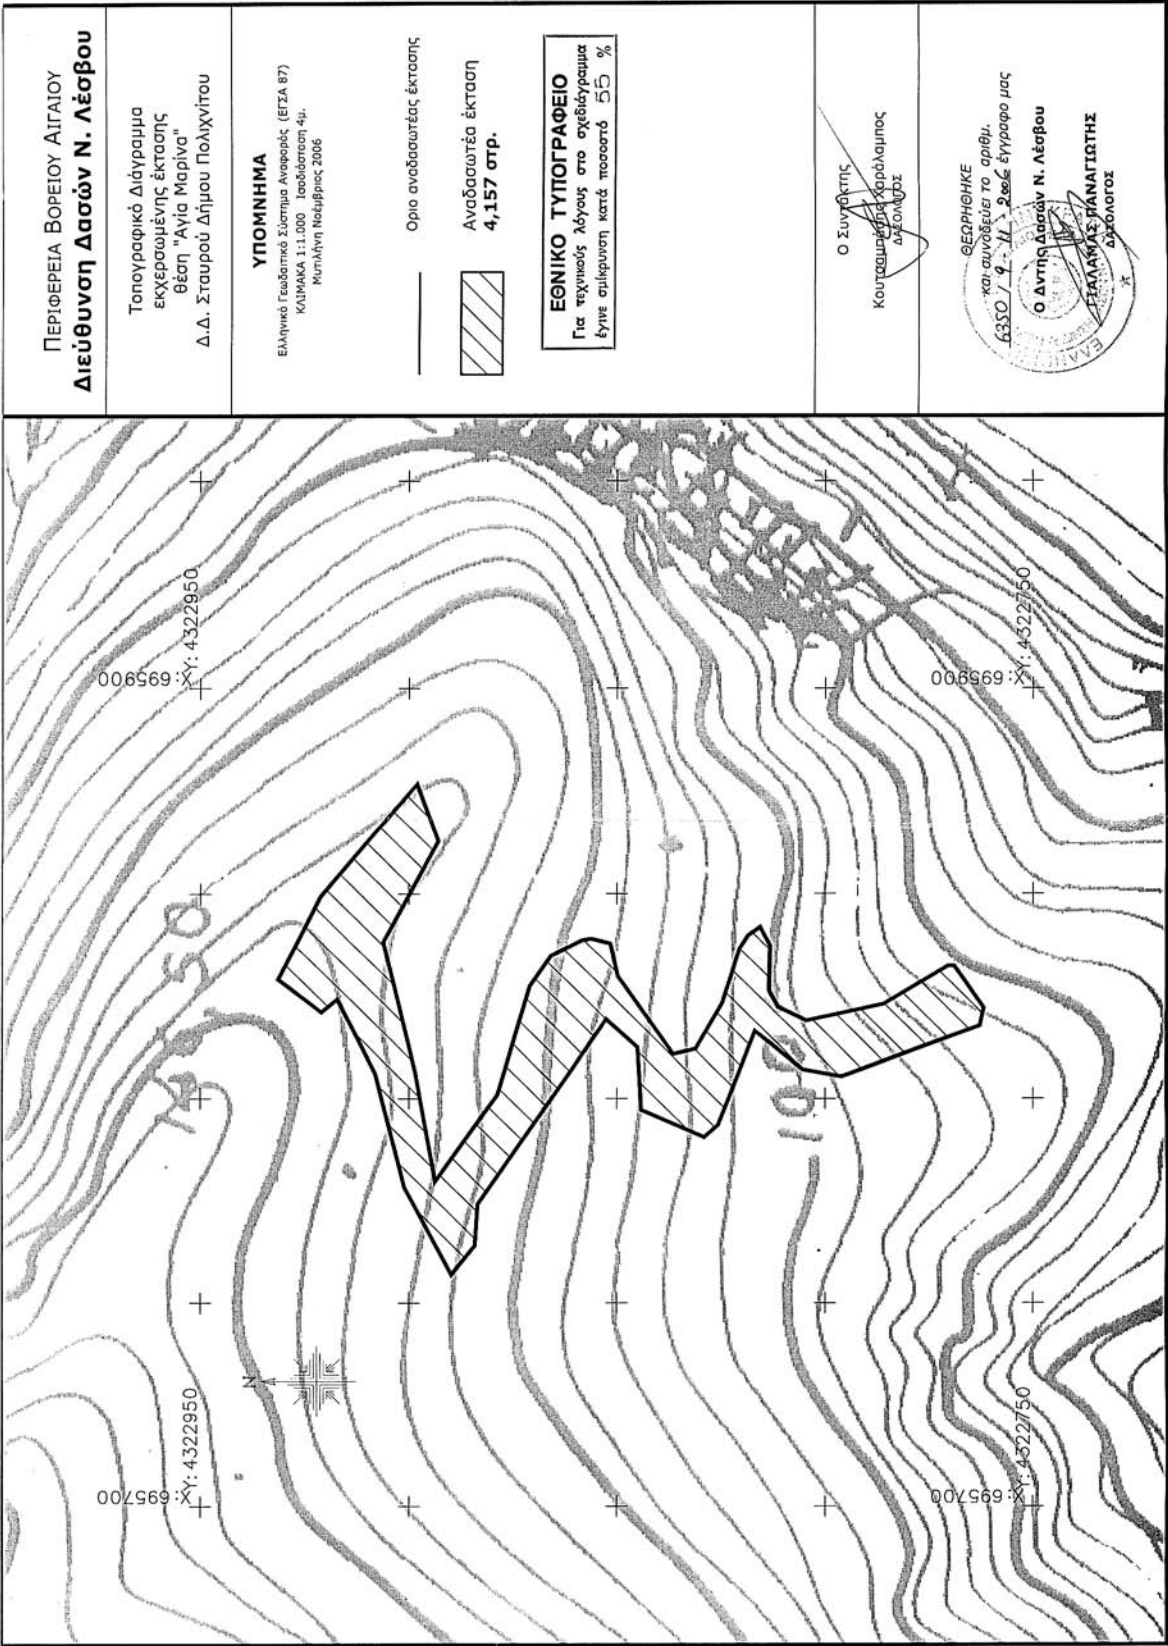 ΠΕΡΙΦΕΡΕΙΑ ΒΟΡΕΙΟΥ ΑΙΓΑΙΟΥ
Διεύθυνση Δασών Ν. Λέσβου
Τοπογραφικό Διάγραμμα
εκχερσωμένης έκτασης
θέση "Αγία Μαρίνα"
Δ.Δ. Σταυρού Δήμου Πολιχνίτου
ΥΠΟΜΝΗΜΑ
Ελληνικό Γεωδαιτικό Σύστημα Αναφοράς (ΕΓΣΑ 87)
ΚΛΙΜΑΚΑ 1:1.000 Ισοδιάσταση 4μ.
Μυτιλήνη Νοέμβριος 2006
Οριο αναδασωτέας έκτασης
Αναδασωτέα έκταση
4,157 στρ.
ΕΘΝΙΚΟ ΤΥΠΟΓΡΑΦΕΙΟ
Για τεχνικούς λόγους στο σχεδιάγραμμα
έγινε σμίκρυνση κατά ποσοστό 55 %
Ο Συντάκτης
Κουτσαμπάσης Χαράλαμπος
ΔΑΣΟΛΟΓΟΣ
ΘΕΩΡΗΘΗΚΕ
και συνοδεύει το αριθμ.
6350 / 9 - 11 - 2006 έγγραφο μας
Ο Δντης Δασών Ν. Λέσβου
ΓΙΑΛΑΜΑΣ ΠΑΝΑΓΙΩΤΗΣ
ΔΑΣΟΛΟΓΟΣ
X: 695700
Y: 4322950
X: 695900
Y: 4322950
X: 695700
Y: 4322750
X: 695900
Y: 4322750
N
150
100